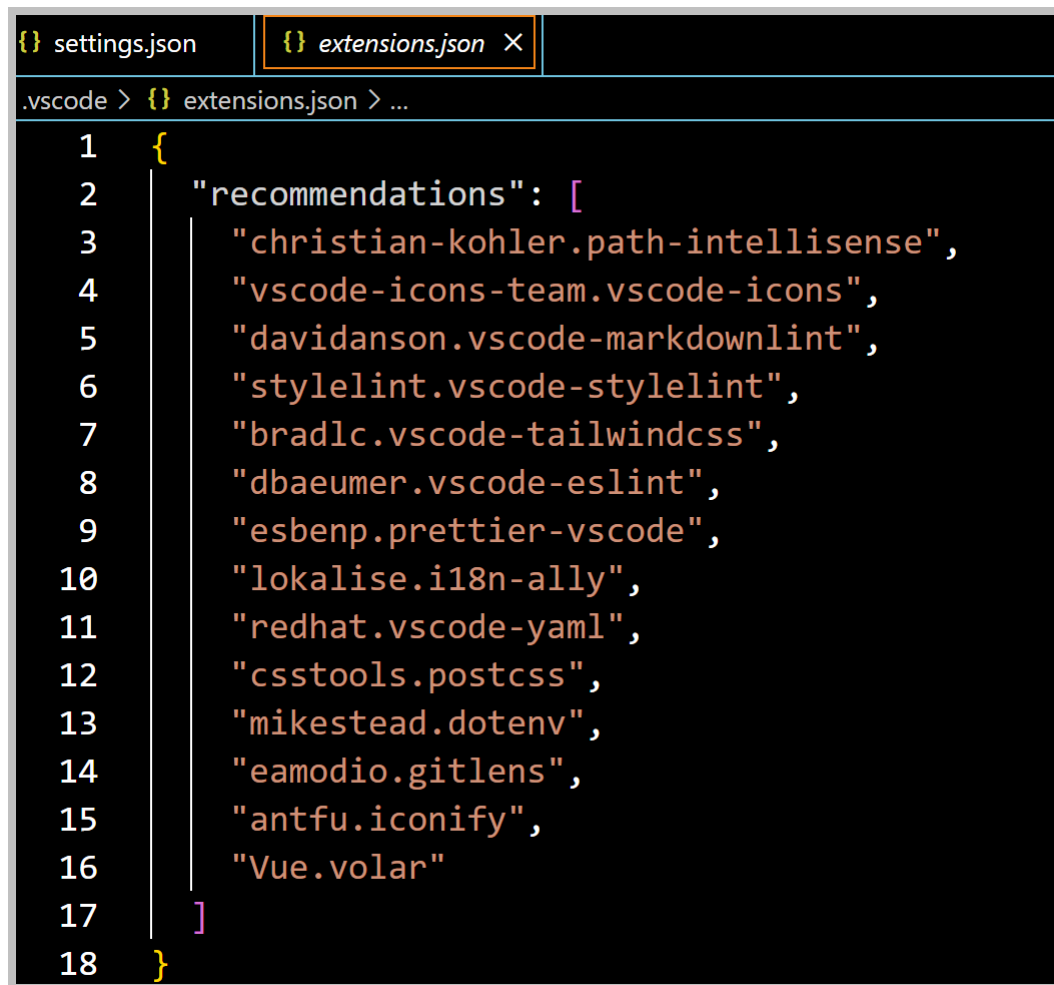 {} settings.json {} extensions.json ×
.vscode > {} extensions.json > ...
1 {
2 "recommendations": [
3 "christian-kohler.path-intellisense",
4 "vscode-icons-team.vscode-icons",
5 "davidanson.vscode-markdownlint",
6 "stylelint.vscode-stylelint",
7 "bradlc.vscode-tailwindcss",
8 "dbaeumer.vscode-eslint",
9 "esbenp.prettier-vscode",
10 "lokalise.i18n-ally",
11 "redhat.vscode-yaml",
12 "csstools.postcss",
13 "mikestead.dotenv",
14 "eamodio.gitlens",
15 "antfu.iconify",
16 "Vue.volar"
17 ]
18 }